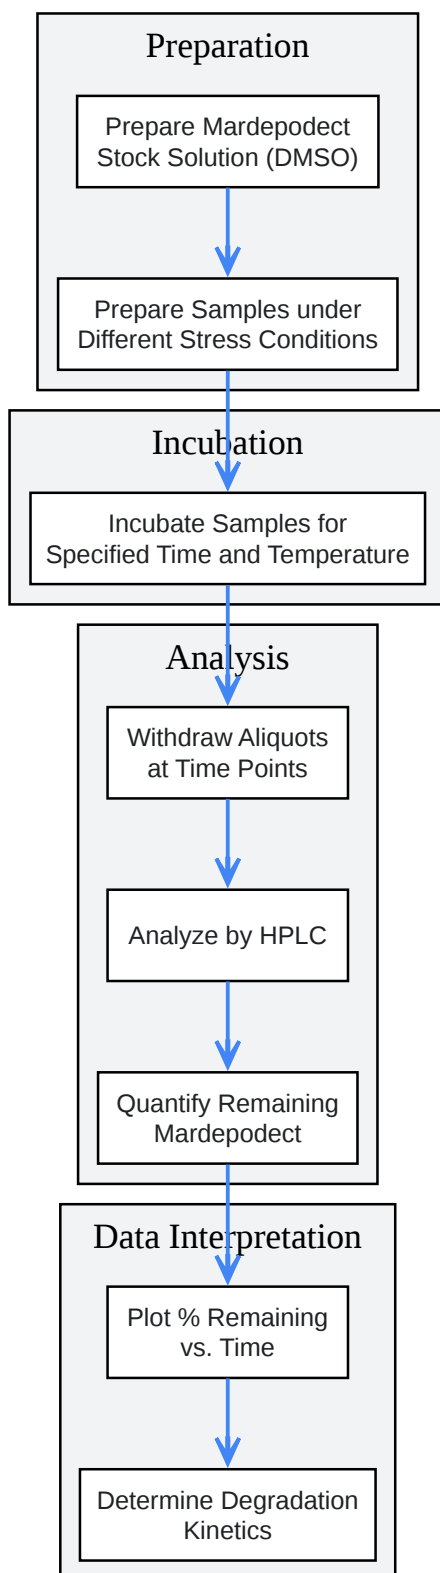 Preparation
Prepare Mardepodect
Stock Solution (DMSO)
Prepare Samples under
Different Stress Conditions
Incubation
Incubate Samples for
Specified Time and Temperature
Analysis
Withdraw Aliquots
at Time Points
Analyze by HPLC
Quantify Remaining
Mardepodect
Data Interpretation
Plot % Remaining
vs. Time
Determine Degradation
Kinetics